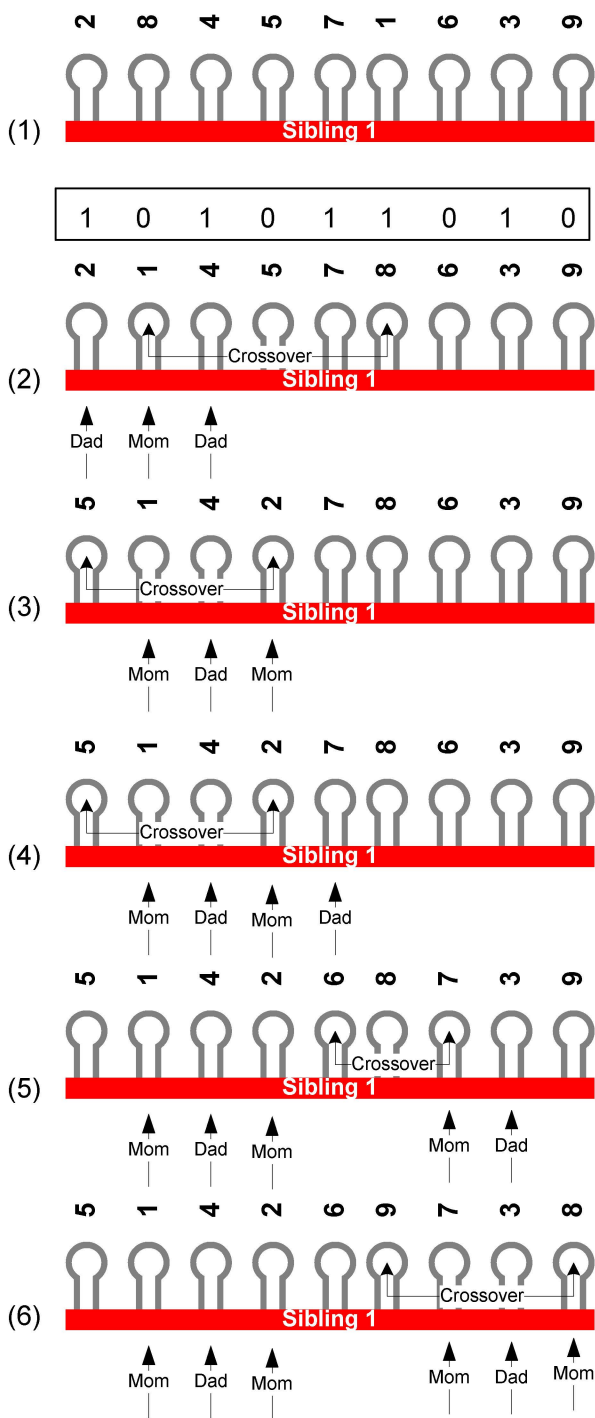 2 8 4 5 7 1 6 3 9
(1) Sibling 1
1 0 1 0 1 1 0 1 0
2 1 4 5 7 8 6 3 9
Crossover
(2) Sibling 1
Dad Mom Dad
5 1 4 2 7 8 6 3 9
Crossover
(3) Sibling 1
Mom Dad Mom
5 1 4 2 7 8 6 3 9
Crossover
(4) Sibling 1
Mom Dad Mom Dad
5 1 4 2 6 8 7 3 9
Crossover
(5) Sibling 1
Mom Dad Mom Mom Dad
5 1 4 2 6 9 7 3 8
Crossover
(6) Sibling 1
Mom Dad Mom Mom Dad Mom